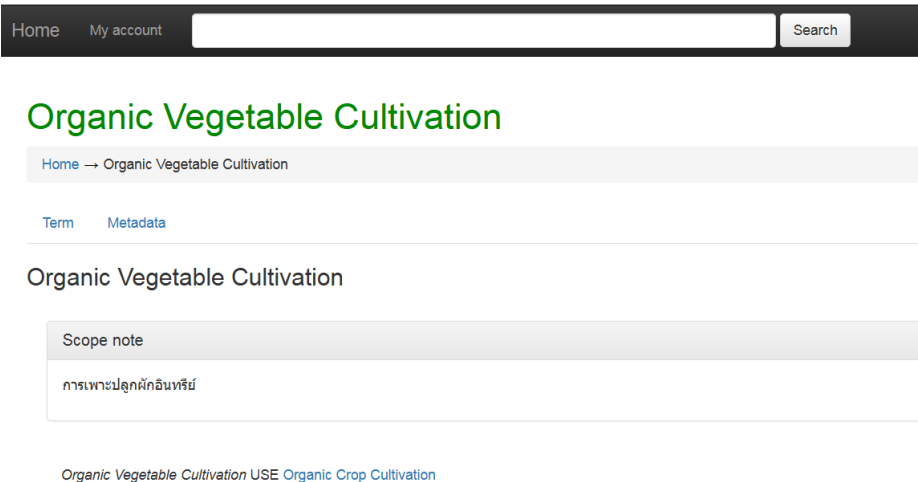 Home My account Search
Organic Vegetable Cultivation
Home → Organic Vegetable Cultivation
Term Metadata
Organic Vegetable Cultivation
Scope note
การเพาะปลูกผักอินทรีย์
Organic Vegetable Cultivation USE Organic Crop Cultivation